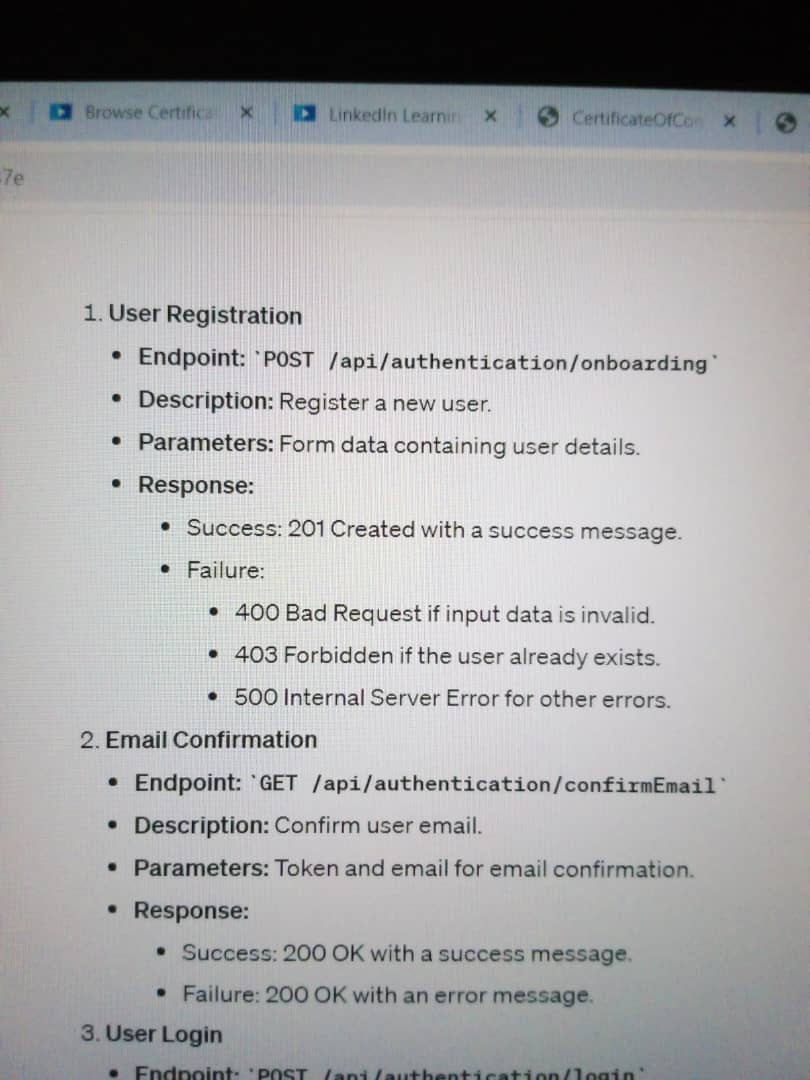 Browse Certifica
LinkedIn Learnin
CertificateOfCon
7e
1. User Registration
• Endpoint: `POST /api/authentication/onboarding`
• Description: Register a new user.
• Parameters: Form data containing user details.
• Response:
• Success: 201 Created with a success message.
• Failure:
• 400 Bad Request if input data is invalid.
• 403 Forbidden if the user already exists.
• 500 Internal Server Error for other errors.
2. Email Confirmation
• Endpoint: `GET /api/authentication/confirmEmail`
• Description: Confirm user email.
• Parameters: Token and email for email confirmation.
• Response:
• Success: 200 OK with a success message.
• Failure: 200 OK with an error message.
3. User Login
• Endpoint: `POST /api/authentication/login`